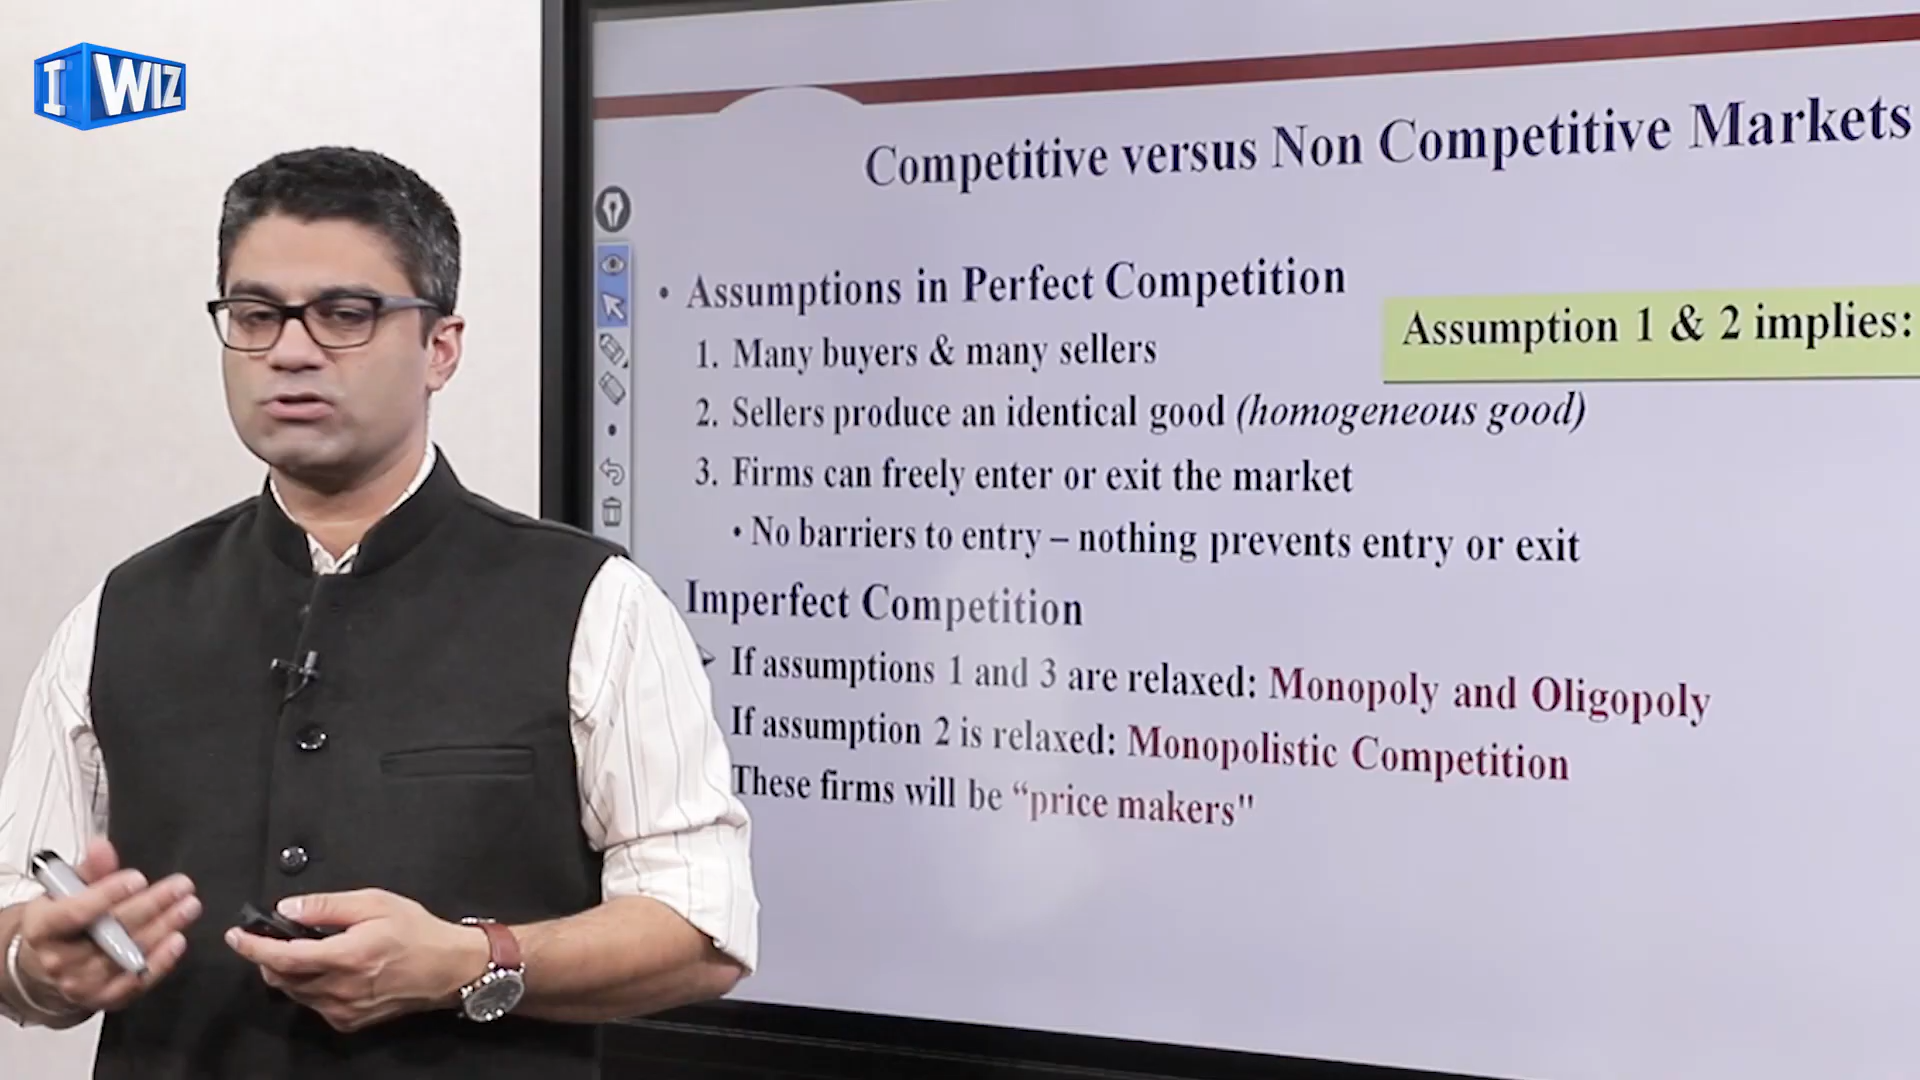 I WIZ
Competitive versus Non Competitive Markets
• Assumptions in Perfect Competition
Assumption 1 & 2 implies:
1. Many buyers & many sellers
2. Sellers produce an identical good (homogeneous good)
3. Firms can freely enter or exit the market
• No barriers to entry – nothing prevents entry or exit
Imperfect Competition
If assumptions 1 and 3 are relaxed: Monopoly and Oligopoly
If assumption 2 is relaxed: Monopolistic Competition
These firms will be “price makers"